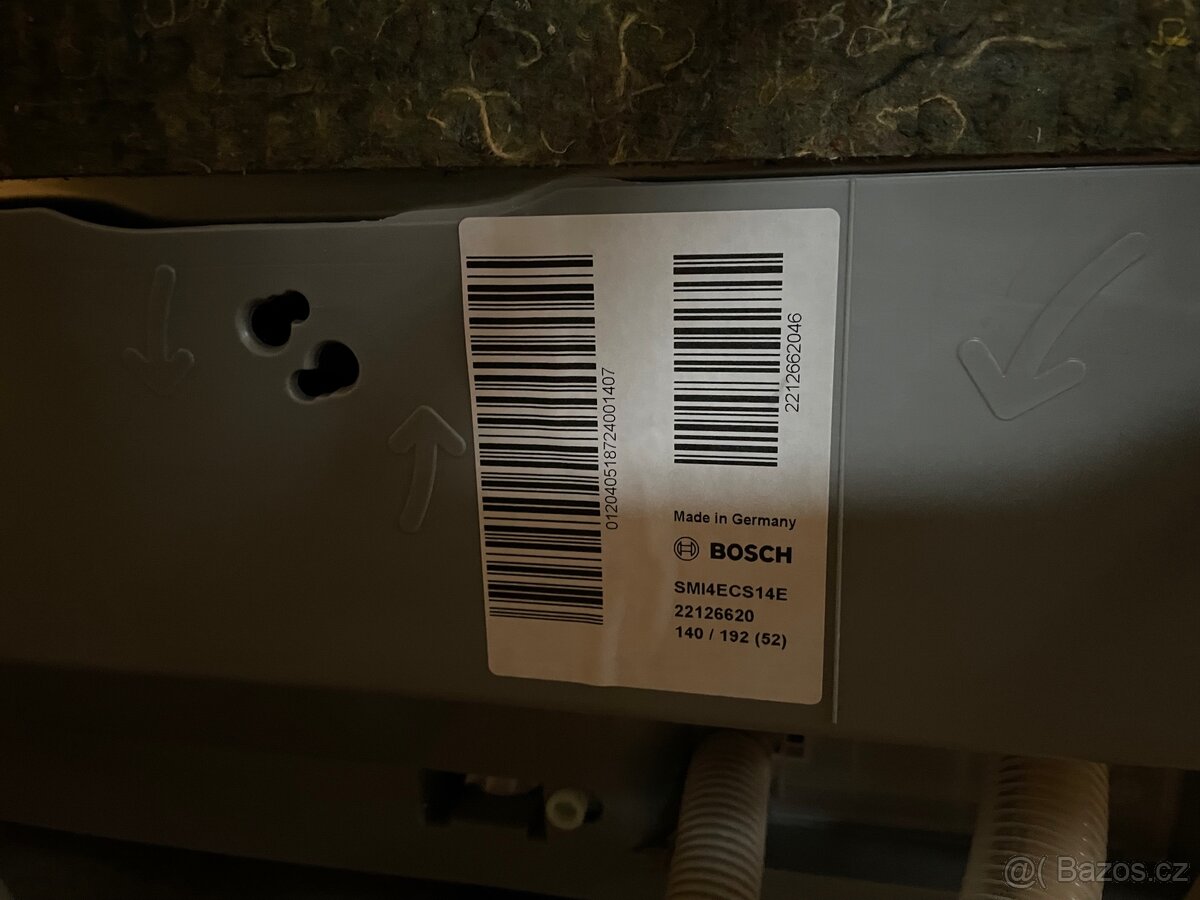 012040518724001407
2212662046
Made in Germany
BOSCH
SMI4ECS14E
22126620
140 / 192 (52)
@( Bazos.cz